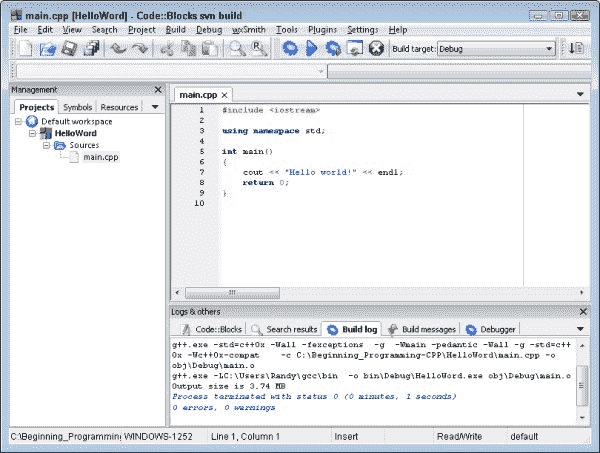 main.cpp [HelloWord] - Code::Blocks svn build
File Edit View Search Project Build Debug wxSmith Tools Plugins Settings Help
Build target: Debug
Management
Projects Symbols Resources
Default workspace
HelloWord
Sources
main.cpp
main.cpp
1 #include <iostream>
2
3 using namespace std;
4
5 int main()
6 {
7 cout << "Hello world!" << endl;
8 return 0;
9 }
10
Logs & others
Code::Blocks Search results Build log Build messages Debugger
g++.exe -std=c++0x -Wall -fexceptions -g -Wmain -pedantic -Wall -g -std=c++
0x -Wc++0x-compat -c C:\Beginning_Programming-CPP\HelloWord\main.cpp -o
obj\Debug\main.o
g++.exe -LC:\Users\Randy\gcc\bin -o bin\Debug\HelloWord.exe obj\Debug\main.o
Output size is 3.74 MB
Process terminated with status 0 (0 minutes, 1 seconds)
0 errors, 0 warnings
C:\Beginning_Programming WINDOWS-1252 Line 1, Column 1 Insert Read/Write default